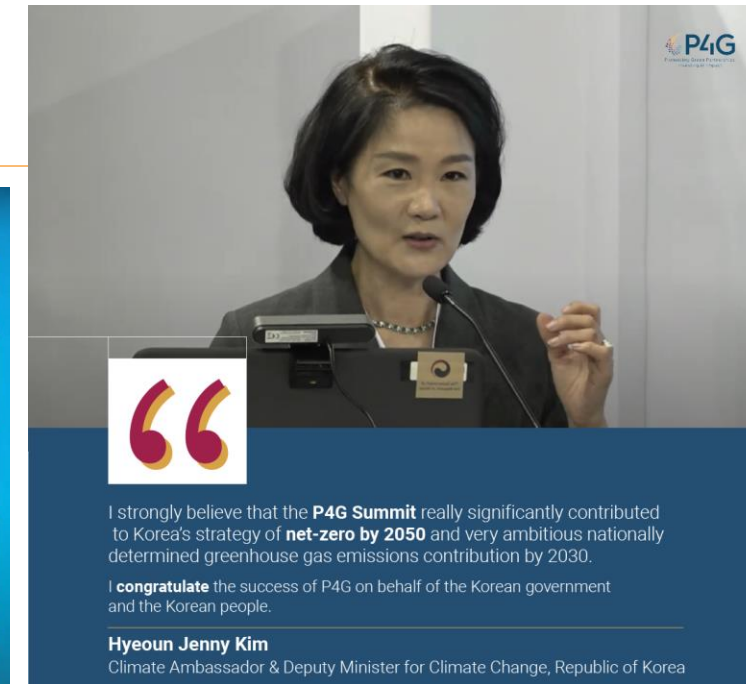 P4G
I strongly believe that the P4G Summit really significantly contributed
to Korea's strategy of net-zero by 2050 and very ambitious nationally
determined greenhouse gas emissions contribution by 2030.
I congratulate the success of P4G on behalf of the Korean government
and the Korean people.
Hyeoun Jenny Kim
Climate Ambassador & Deputy Minister for Climate Change, Republic of Korea